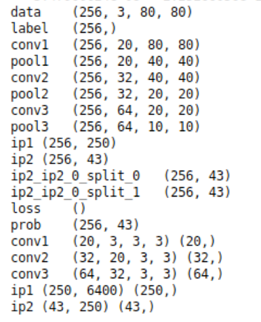 data (256, 3, 80, 80)
label (256,)
conv1 (256, 20, 80, 80)
pool1 (256, 20, 40, 40)
conv2 (256, 32, 40, 40)
pool2 (256, 32, 20, 20)
conv3 (256, 64, 20, 20)
pool3 (256, 64, 10, 10)
ip1 (256, 250)
ip2 (256, 43)
ip2_ip2_0_split_0 (256, 43)
ip2_ip2_0_split_1 (256, 43)
loss ()
prob (256, 43)
conv1 (20, 3, 3, 3) (20,)
conv2 (32, 20, 3, 3) (32,)
conv3 (64, 32, 3, 3) (64,)
ip1 (250, 6400) (250,)
ip2 (43, 250) (43,)